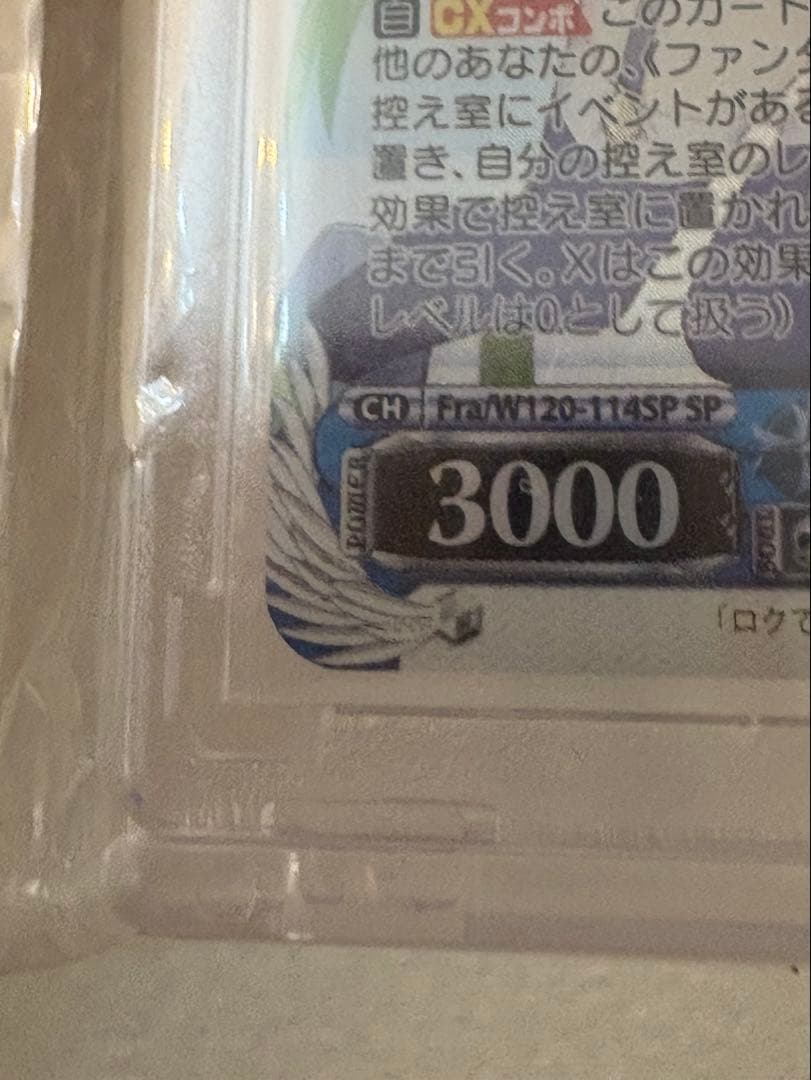 自 CXコンボ このカード
他のあなたの、《ファンタ
控え室にイベントがある
置き、自分の控え室のレ
効果で控え室に置かれ
まで引く。Xはこの効果
レベルは0として扱う)
CH Fra/W120-114SP SP
POWER 3000
SOUL
「ロクで